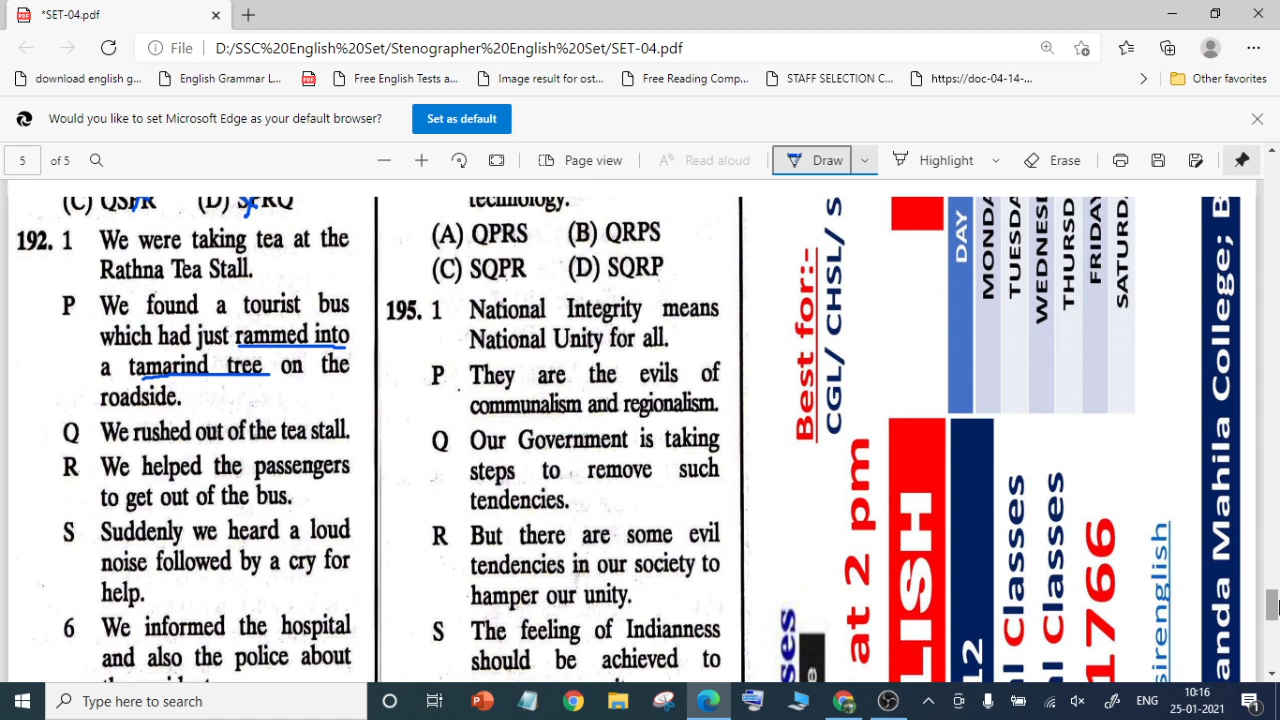 *SET-04.pdf
File
D:/SSC%20English%20Set/Stenographer%20English%20Set/SET-04.pdf
download english g...
English Grammar L...
Free English Tests a...
Image result for ost...
Free Reading Comp...
STAFF SELECTION C...
https://doc-04-14-...
Other favorites
Would you like to set Microsoft Edge as your default browser?
Set as default
5 of 5
Page view
Read aloud
Draw
Highlight
Erase
(C) QSPR (D) SPRQ
192. 1 We were taking tea at the
Rathna Tea Stall.
P We found a tourist bus
which had just rammed into
a tamarind tree on the
roadside.
Q We rushed out of the tea stall.
R We helped the passengers
to get out of the bus.
S Suddenly we heard a loud
noise followed by a cry for
help.
6 We informed the hospital
and also the police about
technology.
(A) QPRS (B) QRPS
(C) SQPR (D) SQRP
195. 1 National Integrity means
National Unity for all.
P They are the evils of
communalism and regionalism.
Q Our Government is taking
steps to remove such
tendencies.
R But there are some evil
tendencies in our society to
hamper our unity.
S The feeling of Indianness
should be achieved to
Best for:-
CGL/ CHSL/ S
at 2 pm
LISH
DAY
MONDA
TUESDA
WEDNES
THURSD
FRIDAY
SATURD
12
l Classes
l Classes
1766
sirenglish
anda Mahila College; B
Type here to search
ENG
10:16
25-01-2021